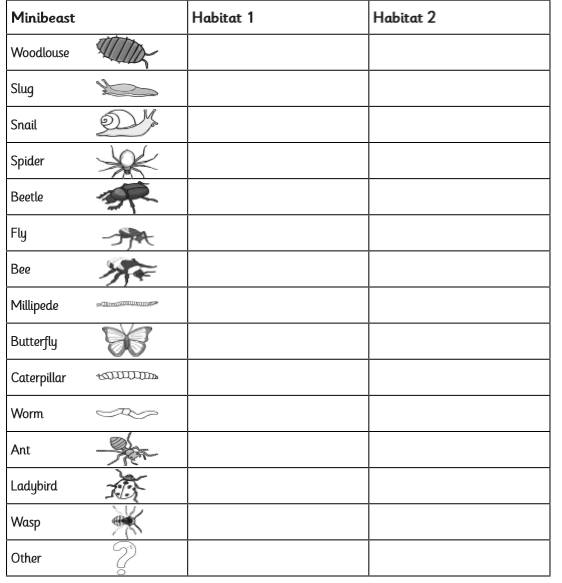 Minibeast Habitat 1 Habitat 2
Woodlouse
Slug
Snail
Spider
Beetle
Fly
Bee
Millipede
Butterfly
Caterpillar
Worm
Ant
Ladybird
Wasp
Other ?